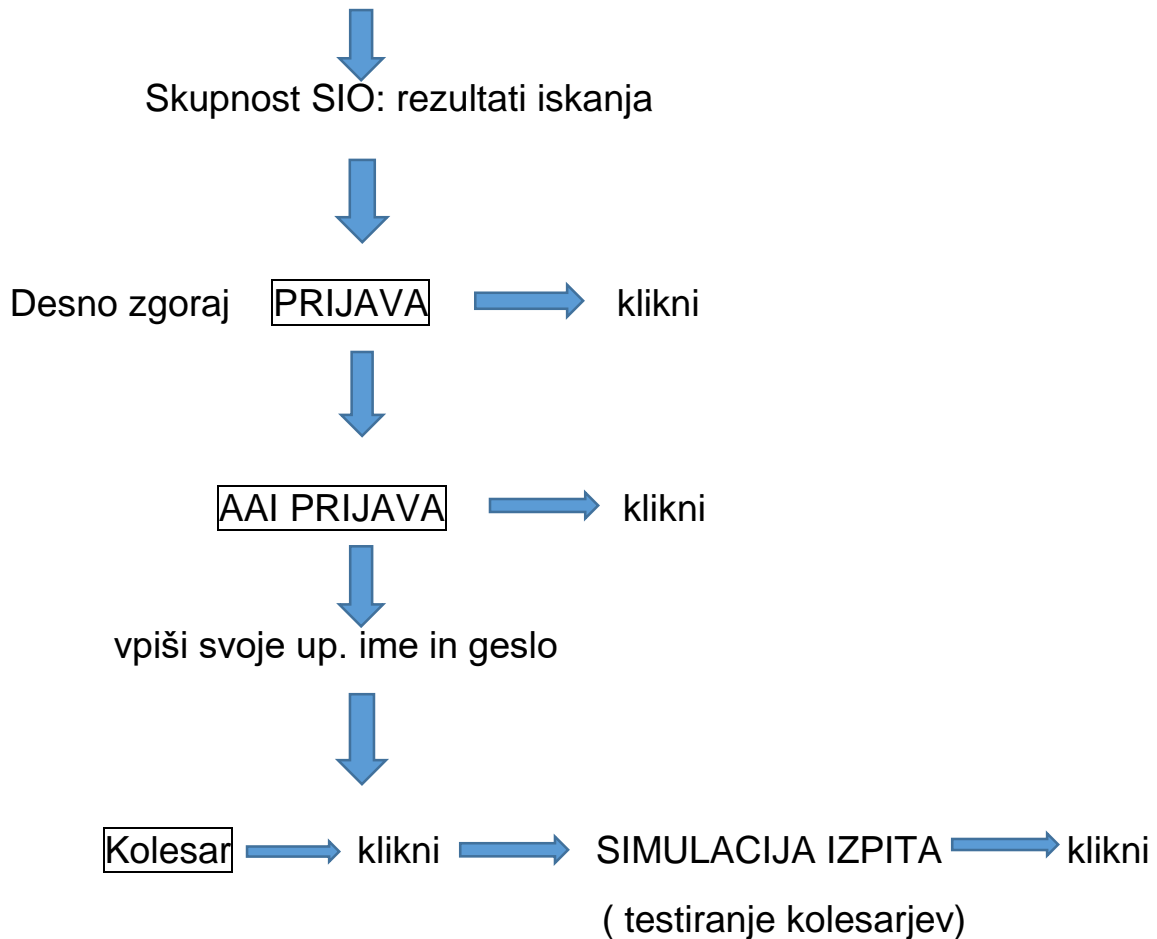 Skupnost SIO: rezultati iskanja
Desno zgoraj PRIJAVA klikni
AAI PRIJAVA klikni
vpiši svoje up. ime in geslo
Kolesar klikni SIMULACIJA IZPITA klikni
( testiranje kolesarjev)